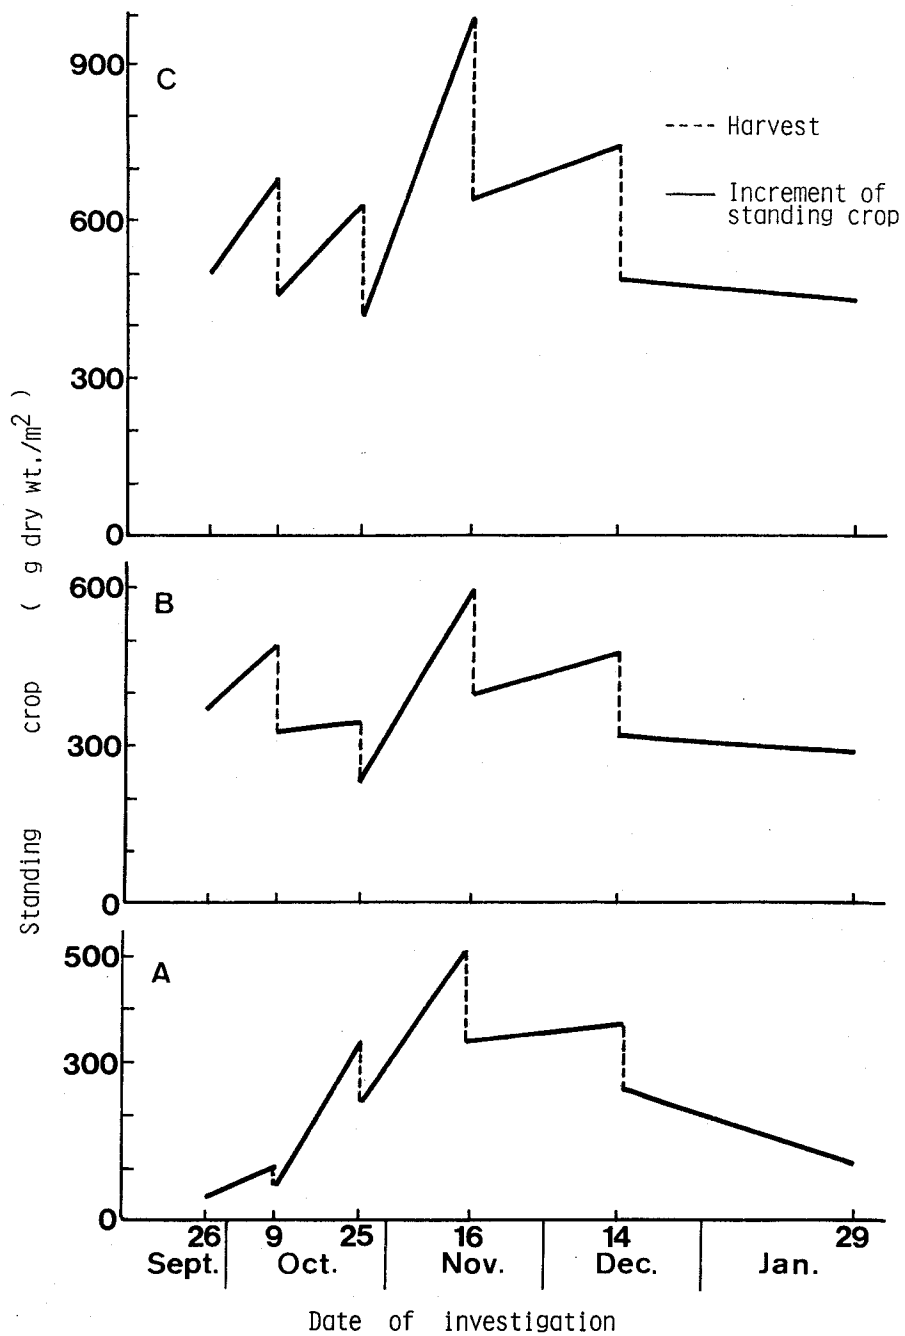 900
C
---- Harvest
600
—— Increment of
standing crop
300
0
Standing crop ( g dry wt./m² )
600
B
300
0
500
A
300
0
26 9 25 16 14 29
Sept. Oct. Nov. Dec. Jan.
Date of investigation